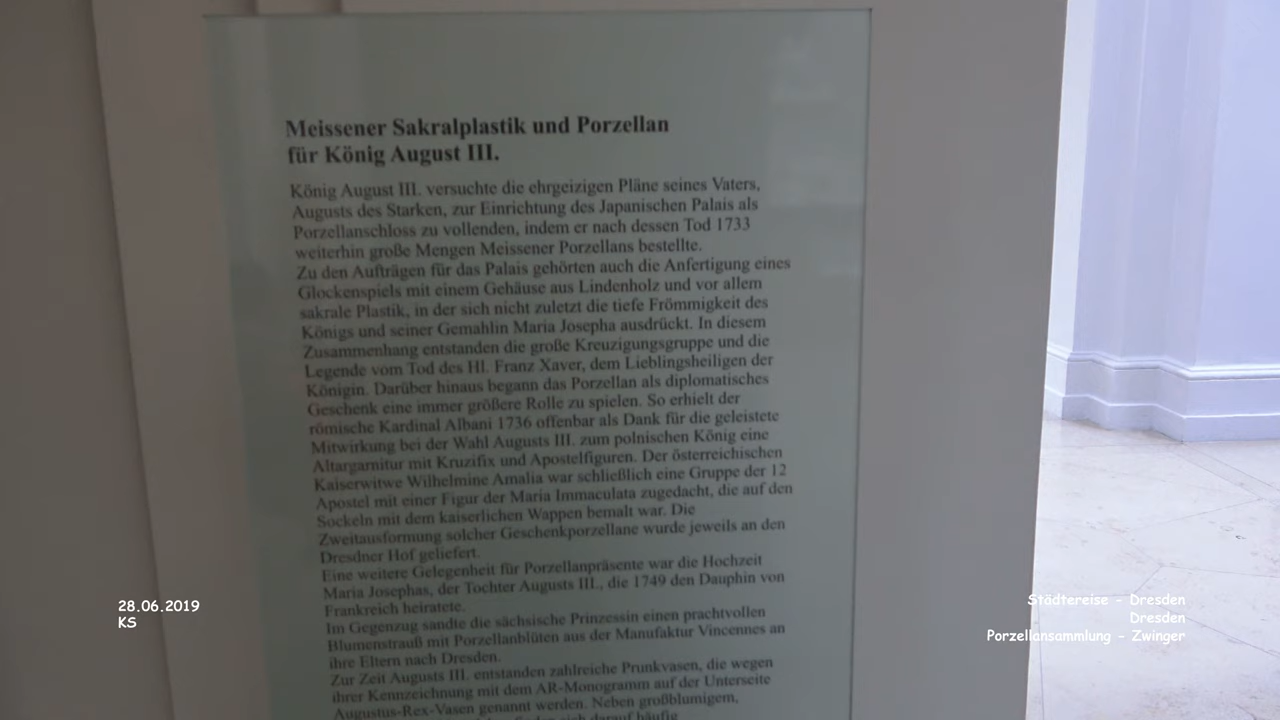 Meissener Sakralplastik und Porzellan
für König August III.
König August III. versuchte die ehrgeizigen Pläne seines Vaters,
Augusts des Starken, zur Einrichtung des Japanischen Palais als
Porzellanschloss zu vollenden, indem er nach dessen Tod 1733
weiterhin große Mengen Meissener Porzellans bestellte.
Zu den Aufträgen für das Palais gehörten auch die Anfertigung eines
Glockenspiels mit einem Gehäuse aus Lindenholz und vor allem
sakrale Plastik, in der sich nicht zuletzt die tiefe Frömmigkeit des
Königs und seiner Gemahlin Maria Josepha ausdrückt. In diesem
Zusammenhang entstanden die große Kreuzigungsgruppe und die
Legende vom Tod des Hl. Franz Xaver, dem Lieblingsheiligen der
Königin. Darüber hinaus begann das Porzellan als diplomatisches
Geschenk eine immer größere Rolle zu spielen. So erhielt der
römische Kardinal Albani 1736 offenbar als Dank für die geleistete
Mitwirkung bei der Wahl Augusts III. zum polnischen König eine
Altargarnitur mit Kruzifix und Apostelfiguren. Der österreichischen
Kaiserwitwe Wilhelmine Amalia war schließlich eine Gruppe der 12
Apostel mit einer Figur der Maria Immaculata zugedacht, die auf den
Sockeln mit dem kaiserlichen Wappen bemalt war. Die
Zweitausformung solcher Geschenkporzellane wurde jeweils an den
Dresdner Hof geliefert.
Eine weitere Gelegenheit für Porzellanpräsente war die Hochzeit
Maria Josephas, der Tochter Augusts III., die 1749 den Dauphin von
Frankreich heiratete.
Im Gegenzug sandte die sächsische Prinzessin einen prachtvollen
Blumenstrauß mit Porzellanblüten aus der Manufaktur Vincennes an
ihre Eltern nach Dresden.
Zur Zeit Augusts III. entstanden zahlreiche Prunkvasen, die wegen
ihrer Kennzeichnung mit dem AR-Monogramm auf der Unterseite
Augustus-Rex-Vasen genannt werden. Neben großblumigem,
sich darauf häufig
28.06.2019
KS
Städtereise - Dresden
Dresden
Porzellansammlung - Zwinger